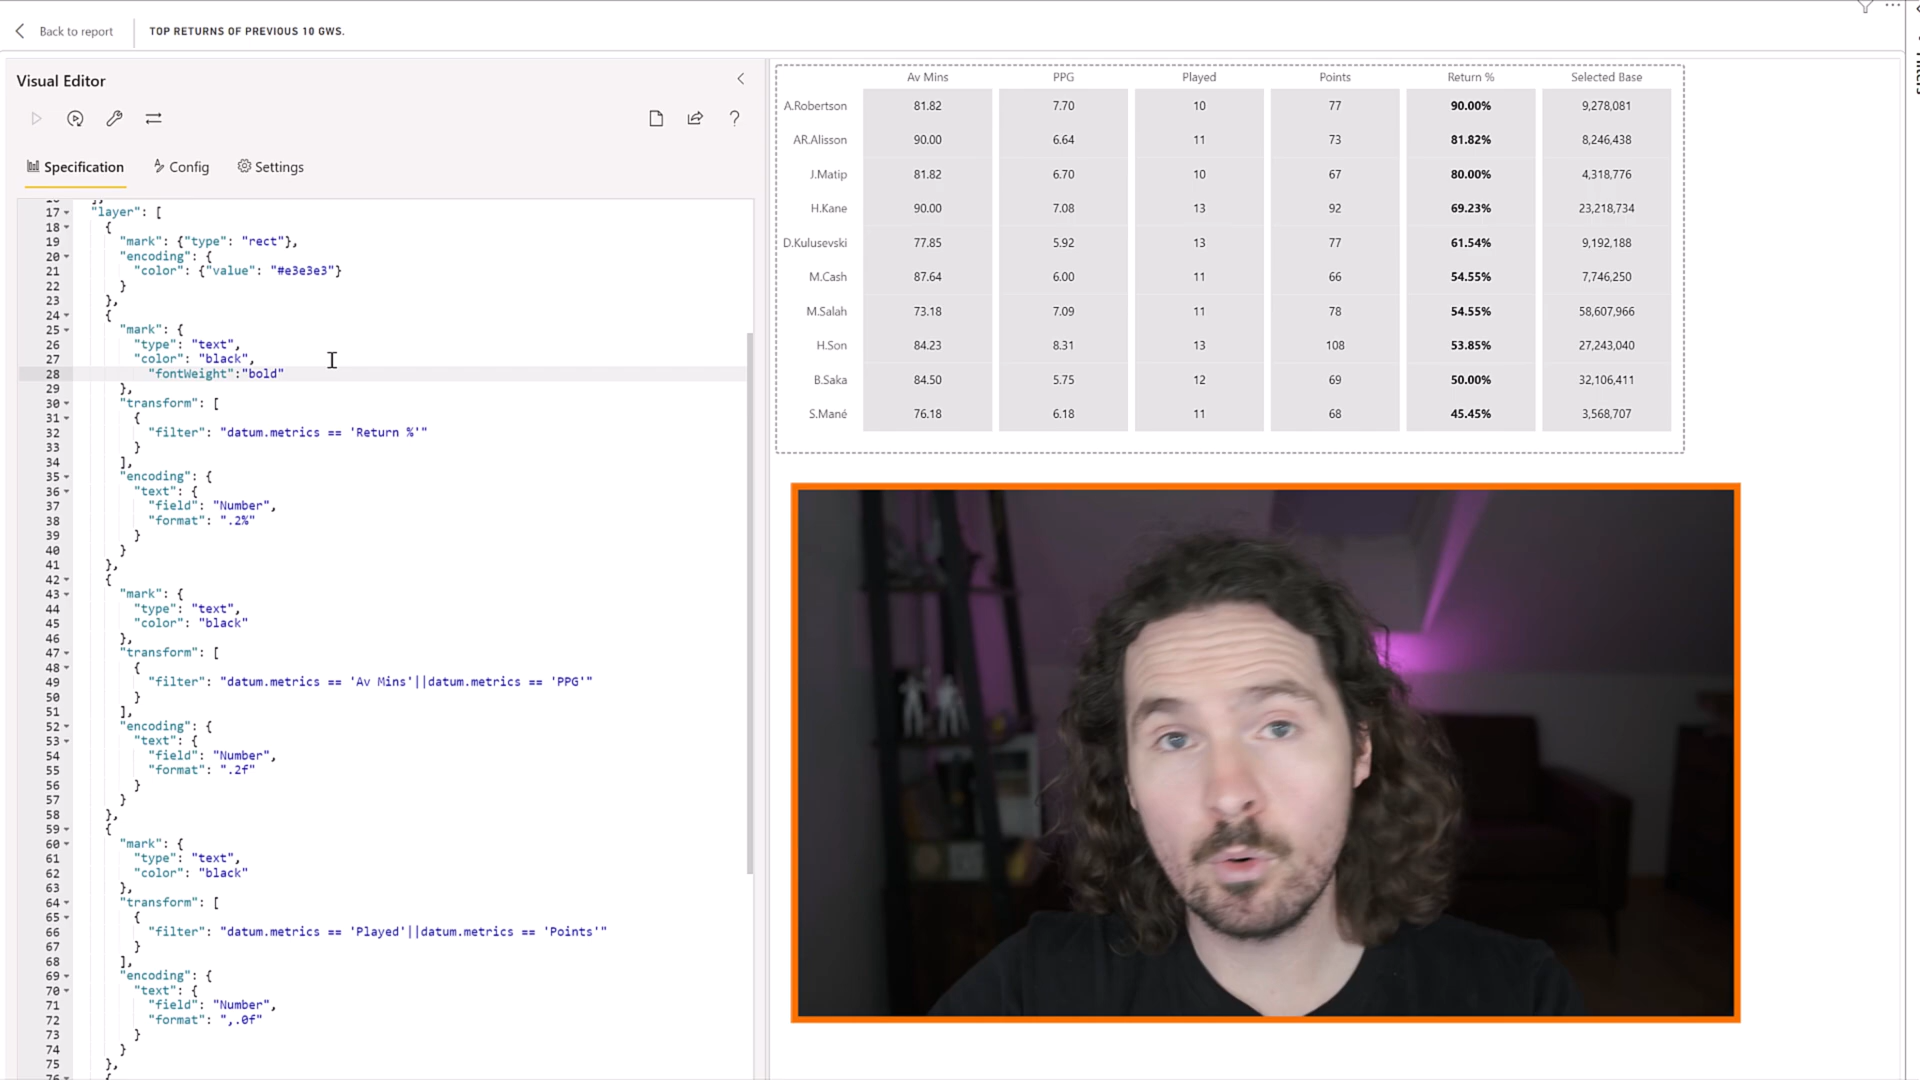 Back to report
TOP RETURNS OF PREVIOUS 10 GWS.
Visual Editor
Specification
Config
Settings
17 "layer": [
18 {
19 "mark": {"type": "rect"},
20 "encoding": {
21 "color": {"value": "#e3e3e3"}
22 }
23 },
24 {
25 "mark": {
26 "type": "text",
27 "color": "black",
28 "fontWeight":"bold"
29 },
30 "transform": [
31 {
32 "filter": "datum.metrics == 'Return %'"
33 }
34 ],
35 "encoding": {
36 "text": {
37 "field": "Number",
38 "format": ".2%"
39 }
40 }
41 },
42 {
43 "mark": {
44 "type": "text",
45 "color": "black"
46 },
47 "transform": [
48 {
49 "filter": "datum.metrics == 'Av Mins'||datum.metrics == 'PPG'"
50 }
51 ],
52 "encoding": {
53 "text": {
54 "field": "Number",
55 "format": ".2f"
56 }
57 }
58 },
59 {
60 "mark": {
61 "type": "text",
62 "color": "black"
63 },
64 "transform": [
65 {
66 "filter": "datum.metrics == 'Played'||datum.metrics == 'Points'"
67 }
68 ],
69 "encoding": {
70 "text": {
71 "field": "Number",
72 "format": ",.0f"
73 }
74 }
75 },
Av Mins PPG Played Points Return % Selected Base
A.Robertson 81.82 7.70 10 77 90.00% 9,278,081
AR.Alisson 90.00 6.64 11 73 81.82% 8,246,438
J.Matip 81.82 6.70 10 67 80.00% 4,318,776
H.Kane 90.00 7.08 13 92 69.23% 23,218,734
D.Kulusevski 77.85 5.92 13 77 61.54% 9,192,188
M.Cash 87.64 6.00 11 66 54.55% 7,746,250
M.Salah 73.18 7.09 11 78 54.55% 58,607,966
H.Son 84.23 8.31 13 108 53.85% 27,243,040
B.Saka 84.50 5.75 12 69 50.00% 32,106,411
S.Mané 76.18 6.18 11 68 45.45% 3,568,707